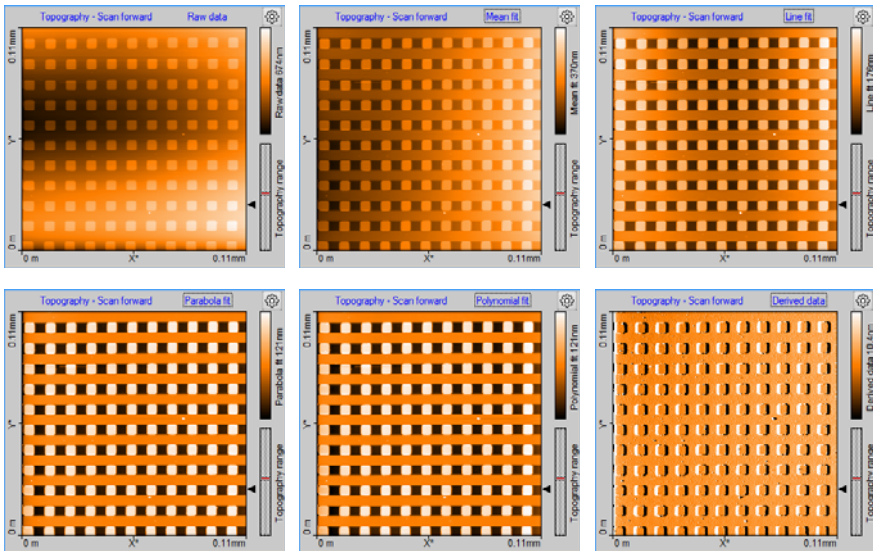 Topography - Scan forward Raw data
0.11mm
Y*
0 m
0 m X* 0.11mm
Raw data 674nm
Topography range
Topography - Scan forward Mean fit
0.11mm
Y*
0 m
0 m X* 0.11mm
Mean fit 370nm
Topography range
Topography - Scan forward Line fit
0.11mm
Y*
0 m
0 m X* 0.11mm
Line fit 176nm
Topography range
Topography - Scan forward Parabola fit
0.11mm
Y*
0 m
0 m X* 0.11mm
Parabola fit 121nm
Topography range
Topography - Scan forward Polynomial fit
0.11mm
Y*
0 m
0 m X* 0.11mm
Polynomial fit 121nm
Topography range
Topography - Scan forward Derived data
0.11mm
Y*
0 m
0 m X* 0.11mm
Derived data 10.4nm
Topography range